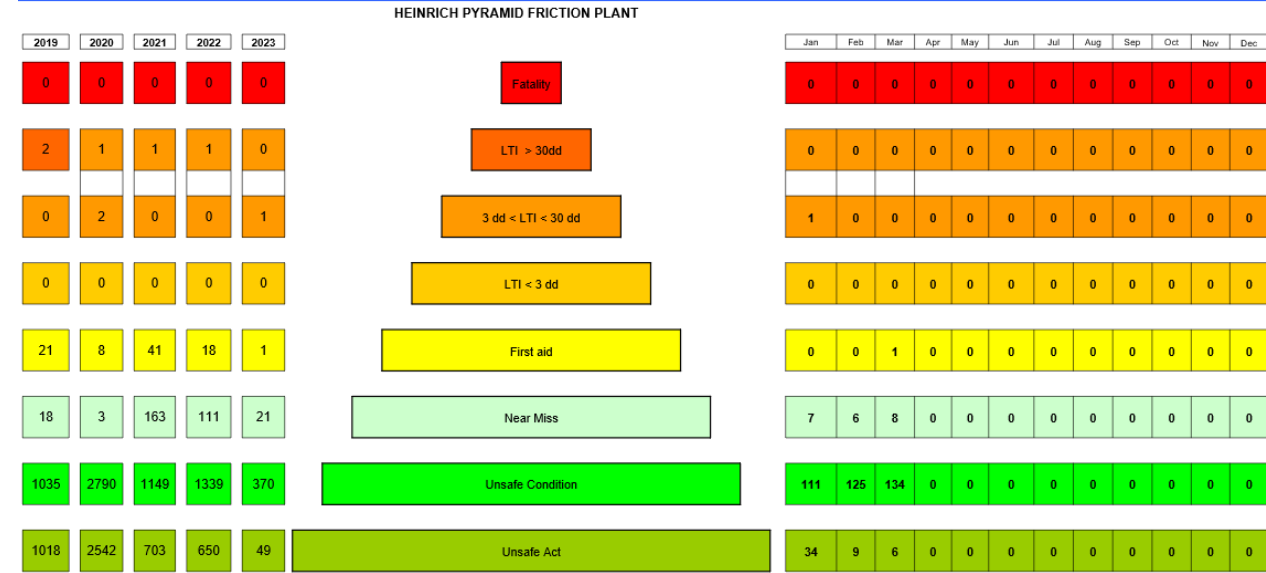 HEINRICH PYRAMID FRICTION PLANT
2019 2020 2021 2022 2023 Jan Feb Mar Apr May Jun Jul Aug Sep Oct Nov Dec
0 0 0 0 0 Fatality 0 0 0 0 0 0 0 0 0 0 0 0
2 1 1 1 0 LTI > 30dd 0 0 0 0 0 0 0 0 0 0 0 0
0 2 0 0 1 3 dd < LTI < 30 dd 1 0 0 0 0 0 0 0 0 0 0 0
0 0 0 0 0 LTI < 3 dd 0 0 0 0 0 0 0 0 0 0 0 0
21 8 41 18 1 First aid 0 0 1 0 0 0 0 0 0 0 0 0
18 3 163 111 21 Near Miss 7 6 8 0 0 0 0 0 0 0 0 0
1035 2790 1149 1339 370 Unsafe Condition 111 125 134 0 0 0 0 0 0 0 0 0
1018 2542 703 650 49 Unsafe Act 34 9 6 0 0 0 0 0 0 0 0 0